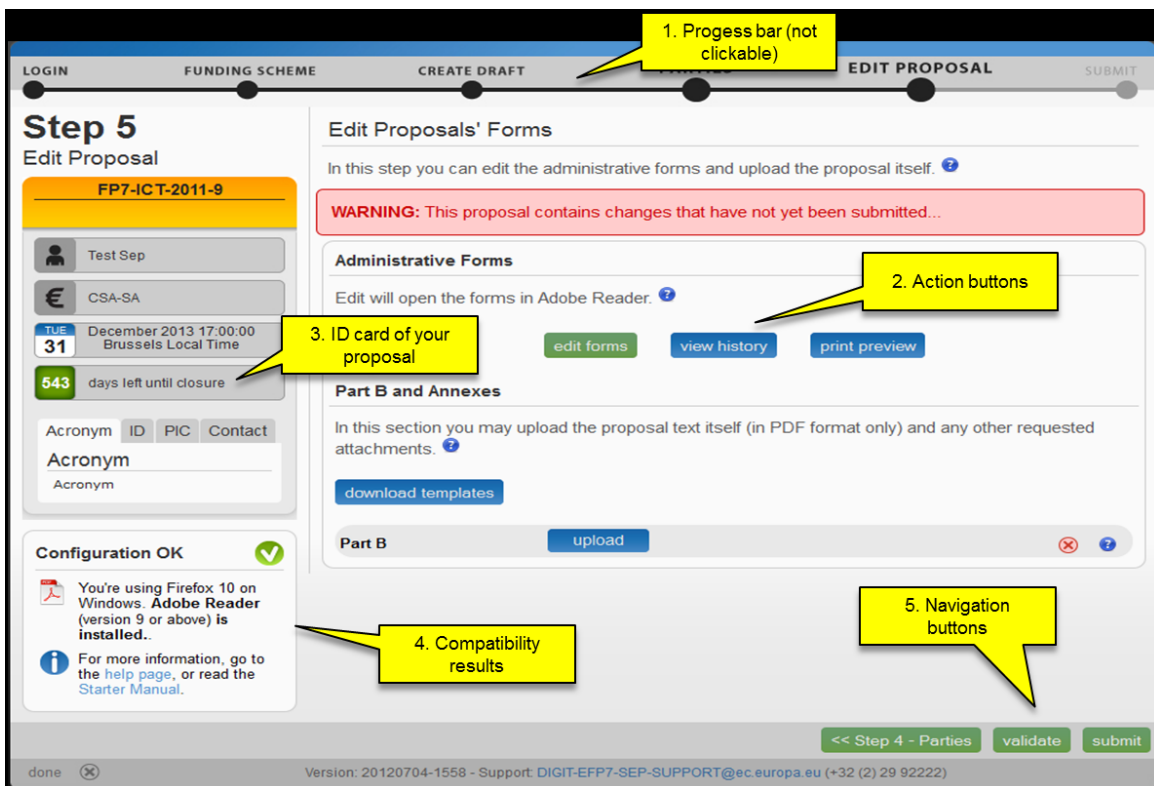 1. Progess bar (not
clickable)
LOGIN
FUNDING SCHEME
CREATE DRAFT
EDIT PROPOSAL
SUBMIT
Step 5
Edit Proposal
FP7-ICT-2011-9
Test Sep
€ CSA-SA
TUE
31
December 2013 17:00:00
Brussels Local Time
543 days left until closure
3. ID card of your
proposal
Acronym ID PIC Contact
Acronym
Acronym
Configuration OK
You're using Firefox 10 on
Windows. Adobe Reader
(version 9 or above) is
installed..
For more information, go to
the help page, or read the
Starter Manual.
4. Compatibility
results
Edit Proposals' Forms
In this step you can edit the administrative forms and upload the proposal itself. ?
WARNING: This proposal contains changes that have not yet been submitted...
Administrative Forms
Edit will open the forms in Adobe Reader. ?
2. Action buttons
edit forms view history print preview
Part B and Annexes
In this section you may upload the proposal text itself (in PDF format only) and any other requested
attachments. ?
download templates
Part B upload ?
5. Navigation
buttons
<< Step 4 - Parties validate submit
done
Version: 20120704-1558 - Support: DIGIT-EFP7-SEP-SUPPORT@ec.europa.eu (+32 (2) 29 92222)